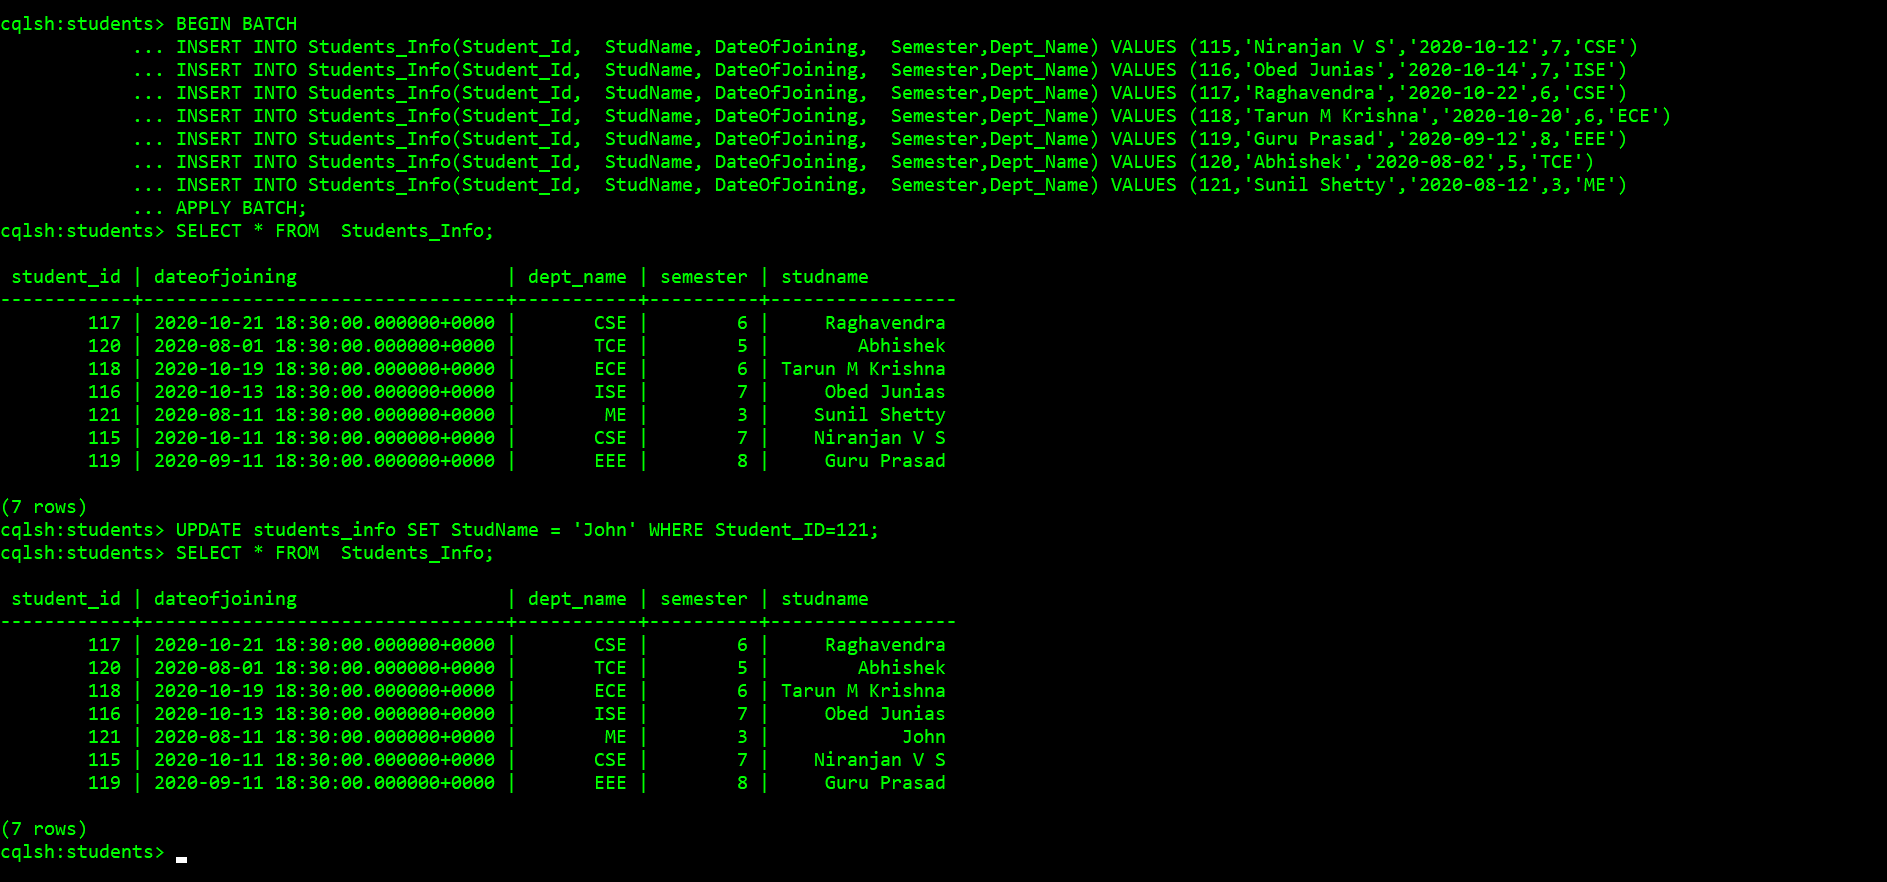 cqlsh:students> BEGIN BATCH
            ... INSERT INTO Students_Info(Student_Id,  StudName, DateOfJoining,  Semester,Dept_Name) VALUES (115,'Niranjan V S','2020-10-12',7,'CSE')
            ... INSERT INTO Students_Info(Student_Id,  StudName, DateOfJoining,  Semester,Dept_Name) VALUES (116,'Obed Junias','2020-10-14',7,'ISE')
            ... INSERT INTO Students_Info(Student_Id,  StudName, DateOfJoining,  Semester,Dept_Name) VALUES (117,'Raghavendra','2020-10-22',6,'CSE')
            ... INSERT INTO Students_Info(Student_Id,  StudName, DateOfJoining,  Semester,Dept_Name) VALUES (118,'Tarun M Krishna','2020-10-20',6,'ECE')
            ... INSERT INTO Students_Info(Student_Id,  StudName, DateOfJoining,  Semester,Dept_Name) VALUES (119,'Guru Prasad','2020-09-12',8,'EEE')
            ... INSERT INTO Students_Info(Student_Id,  StudName, DateOfJoining,  Semester,Dept_Name) VALUES (120,'Abhishek','2020-08-02',5,'TCE')
            ... INSERT INTO Students_Info(Student_Id,  StudName, DateOfJoining,  Semester,Dept_Name) VALUES (121,'Sunil Shetty','2020-08-12',3,'ME')
            ... APPLY BATCH;
cqlsh:students> SELECT * FROM  Students_Info;
 student_id | dateofjoining                   | dept_name | semester | studname
------------+---------------------------------+-----------+----------+-----------------
        117 | 2020-10-21 18:30:00.000000+0000 |       CSE |        6 |     Raghavendra
        120 | 2020-08-01 18:30:00.000000+0000 |       TCE |        5 |        Abhishek
        118 | 2020-10-19 18:30:00.000000+0000 |       ECE |        6 | Tarun M Krishna
        116 | 2020-10-13 18:30:00.000000+0000 |       ISE |        7 |     Obed Junias
        121 | 2020-08-11 18:30:00.000000+0000 |        ME |        3 |    Sunil Shetty
        115 | 2020-10-11 18:30:00.000000+0000 |       CSE |        7 |    Niranjan V S
        119 | 2020-09-11 18:30:00.000000+0000 |       EEE |        8 |     Guru Prasad
(7 rows)
cqlsh:students> UPDATE students_info SET StudName = 'John' WHERE Student_ID=121;
cqlsh:students> SELECT * FROM  Students_Info;
 student_id | dateofjoining                   | dept_name | semester | studname
------------+---------------------------------+-----------+----------+-----------------
        117 | 2020-10-21 18:30:00.000000+0000 |       CSE |        6 |     Raghavendra
        120 | 2020-08-01 18:30:00.000000+0000 |       TCE |        5 |        Abhishek
        118 | 2020-10-19 18:30:00.000000+0000 |       ECE |        6 | Tarun M Krishna
        116 | 2020-10-13 18:30:00.000000+0000 |       ISE |        7 |     Obed Junias
        121 | 2020-08-11 18:30:00.000000+0000 |        ME |        3 |            John
        115 | 2020-10-11 18:30:00.000000+0000 |       CSE |        7 |    Niranjan V S
        119 | 2020-09-11 18:30:00.000000+0000 |       EEE |        8 |     Guru Prasad
(7 rows)
cqlsh:students>